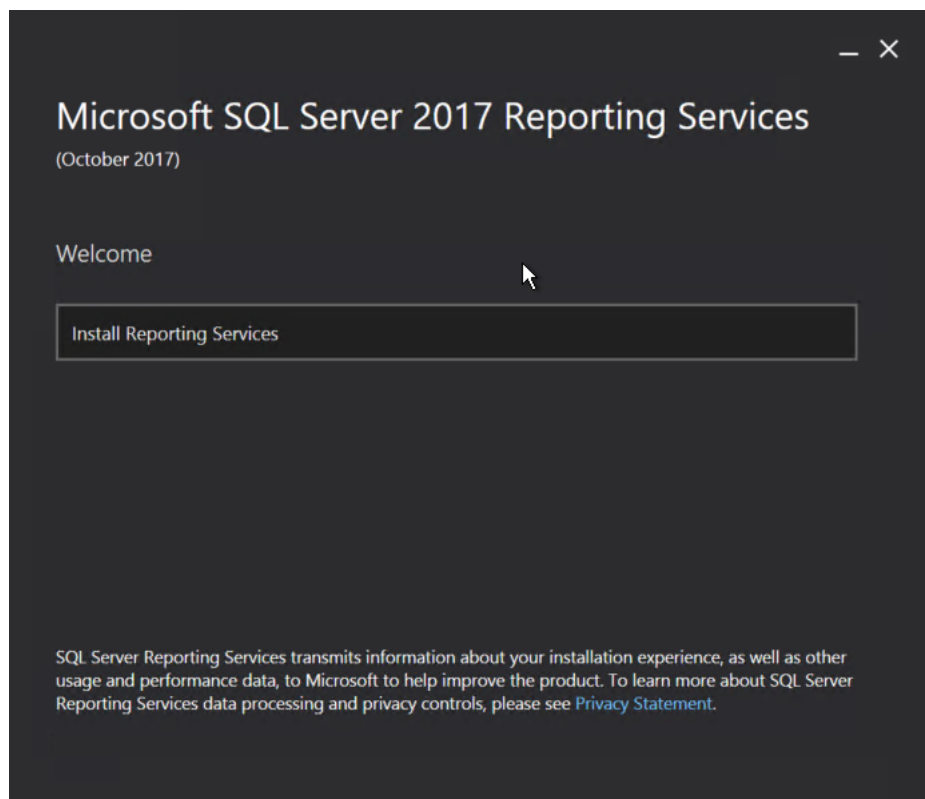 Microsoft SQL Server 2017 Reporting Services
(October 2017)
Welcome
Install Reporting Services
SQL Server Reporting Services transmits information about your installation experience, as well as other
usage and performance data, to Microsoft to help improve the product. To learn more about SQL Server
Reporting Services data processing and privacy controls, please see Privacy Statement.